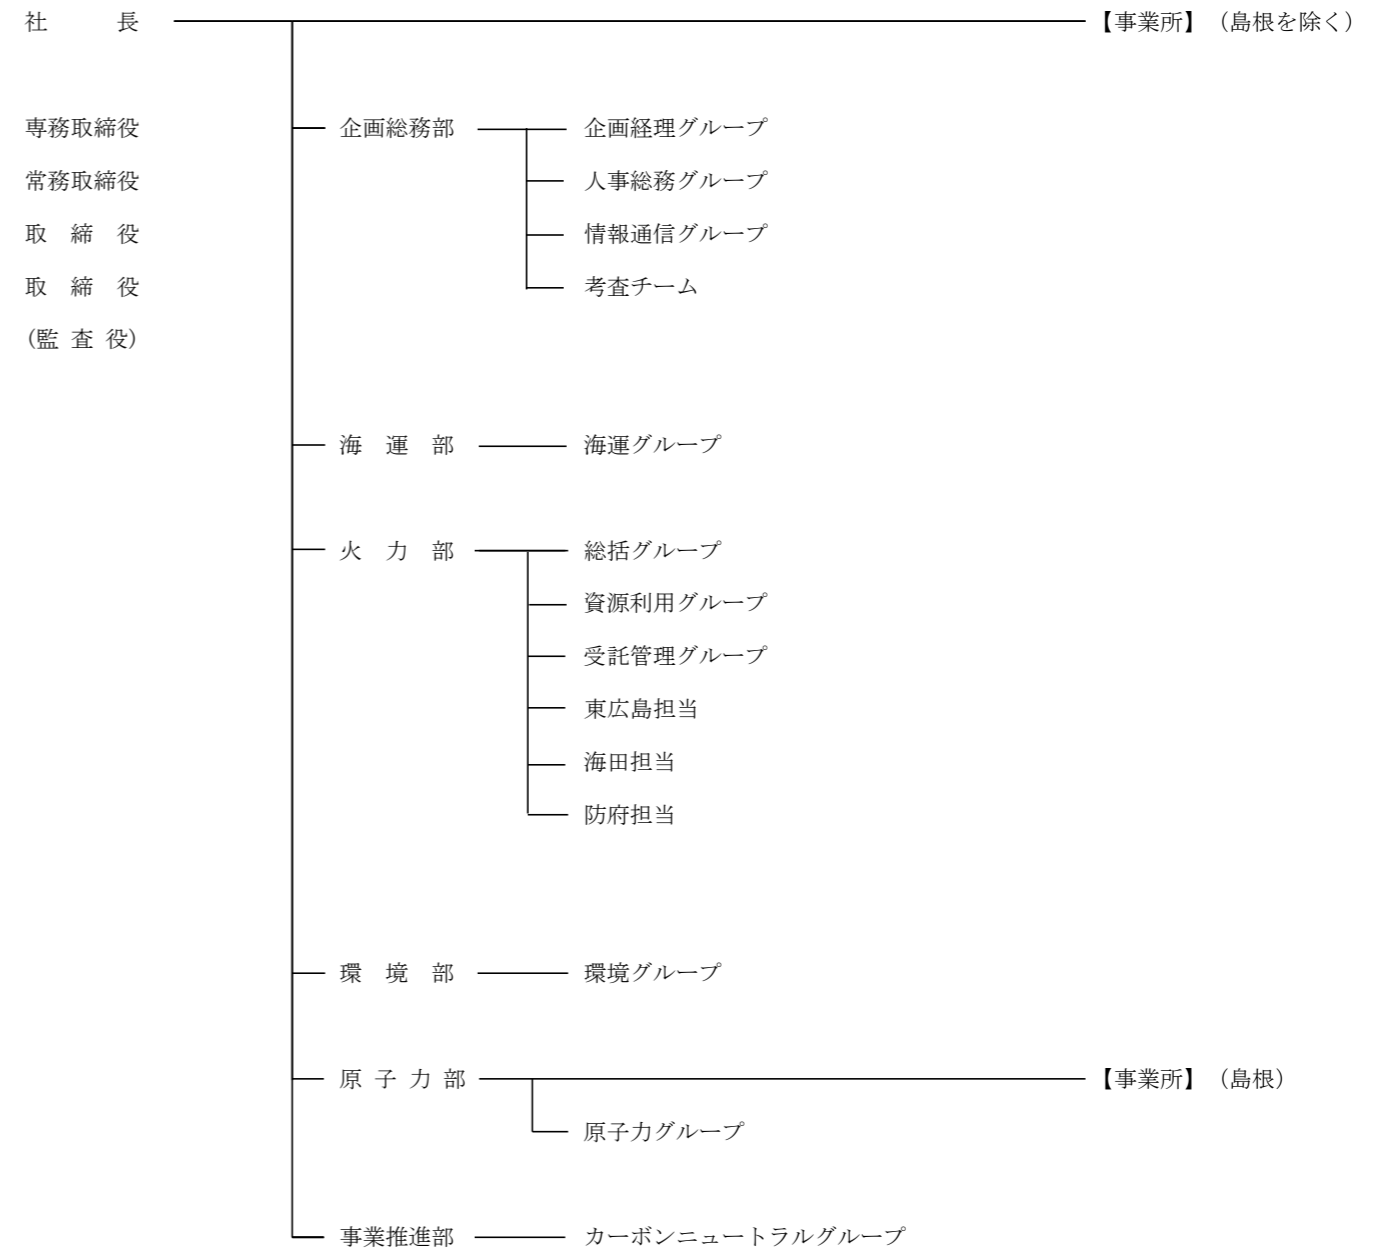 社　　　長　【事業所】（島根を除く）
専務取締役　企画総務部　企画経理グループ
常務取締役　人事総務グループ
取　締　役　情報通信グループ
取　締　役　考査チーム
（監 査 役）
海　運　部　海運グループ
火　力　部　総括グループ
資源利用グループ
受託管理グループ
東広島担当
海田担当
防府担当
環　境　部　環境グループ
原 子 力 部　【事業所】（島根）
原子力グループ
事業推進部　カーボンニュートラルグループ